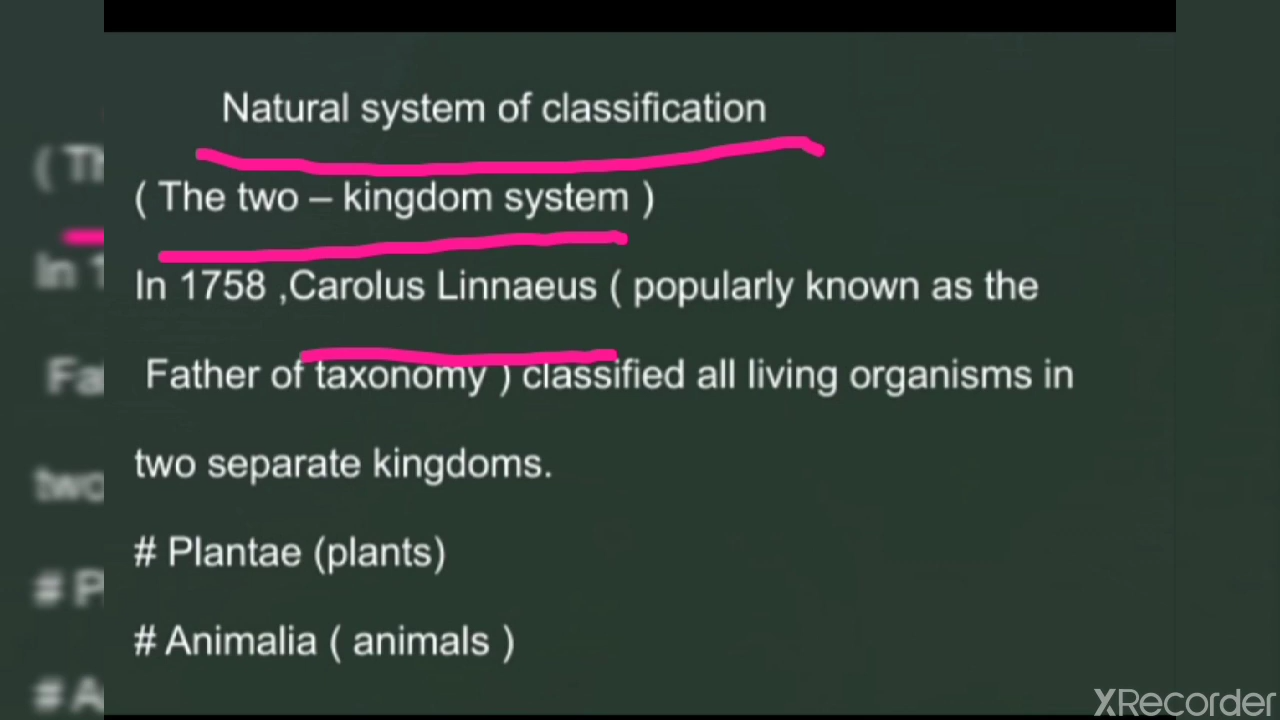 Natural system of classification
( The two – kingdom system )
In 1758 ,Carolus Linnaeus ( popularly known as the
Father of taxonomy ) classified all living organisms in
two separate kingdoms.
# Plantae (plants)
# Animalia ( animals )
XRecorder